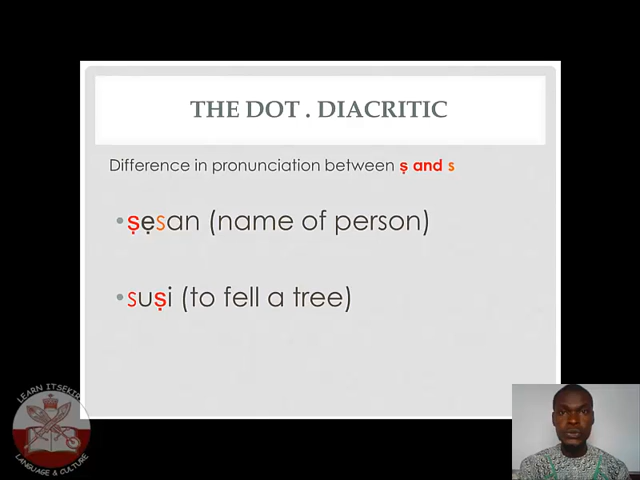 THE DOT . DIACRITIC
Difference in pronunciation between ṣ and s
•ṣẹsan (name of person)
•suṣi (to fell a tree)
LEARN ITSEKIRI
LANGUAGE & CULTURE